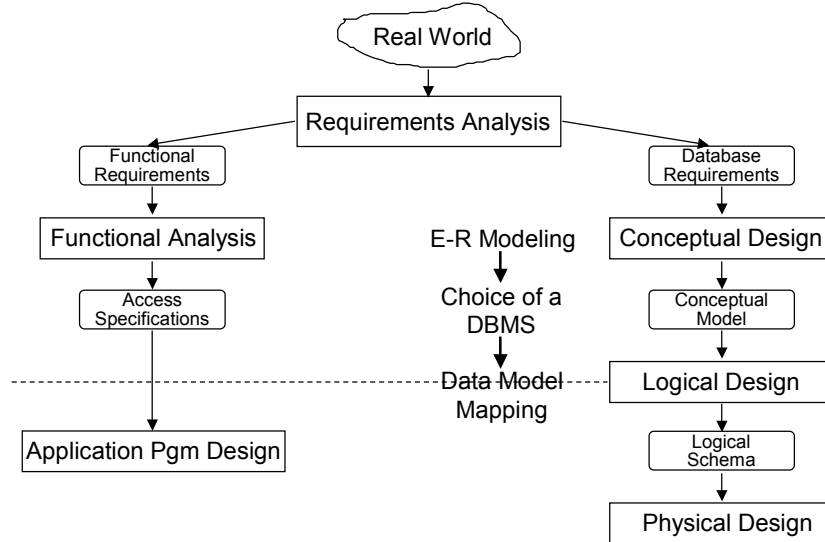 Real World
Requirements Analysis
Functional
Requirements
Database
Requirements
Functional Analysis
E-R Modeling
Conceptual Design
Access
Specifications
Choice of a
DBMS
Conceptual
Model
Data Model
Mapping
Logical Design
Application Pgm Design
Logical
Schema
Physical Design